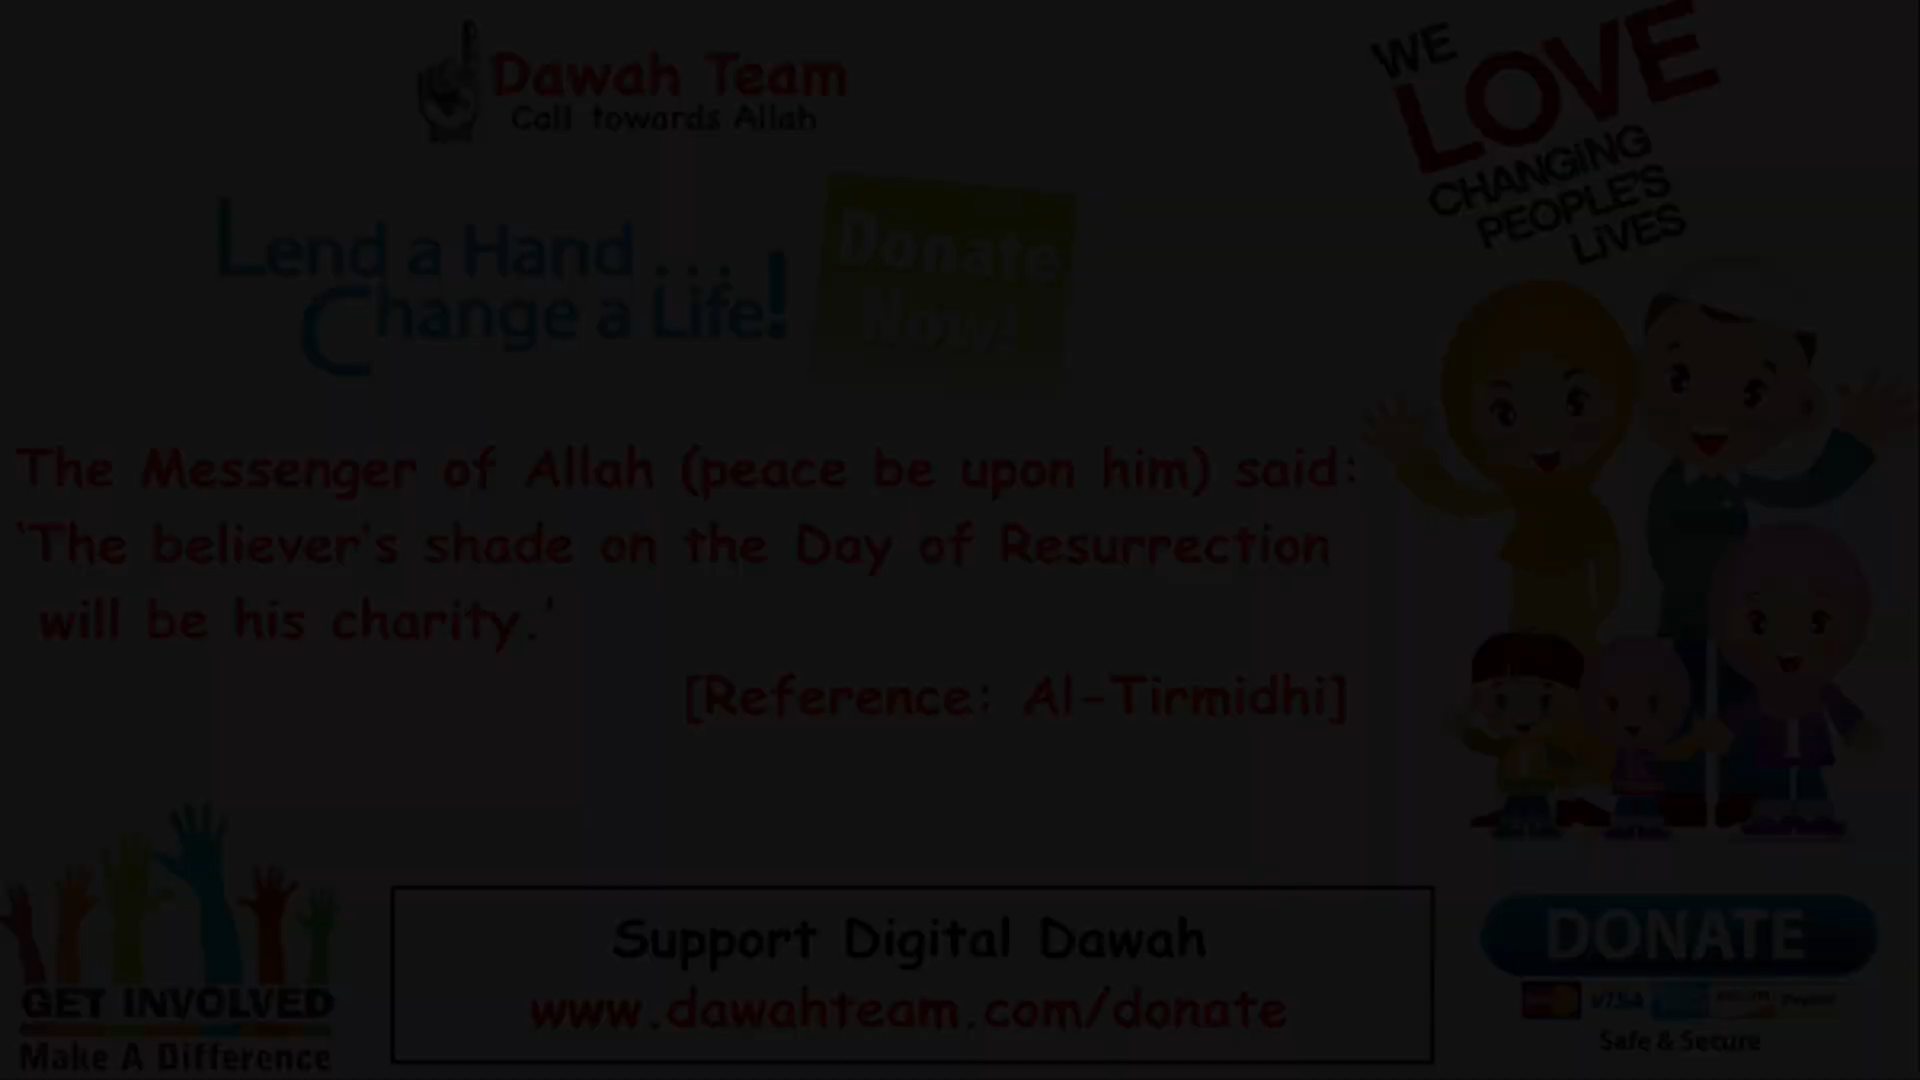 Dawah Team
Call towards Allah
WE
LOVE
CHANGING
PEOPLE'S
LIVES
Lend a Hand ...
Change a Life!
Donate
Now!
The Messenger of Allah (peace be upon him) said:
'The believer's shade on the Day of Resurrection
will be his charity.'
[Reference: Al-Tirmidhi]
GET INVOLVED
Make A Difference
Support Digital Dawah
www.dawahteam.com/donate
DONATE
VISA
Safe & Secure